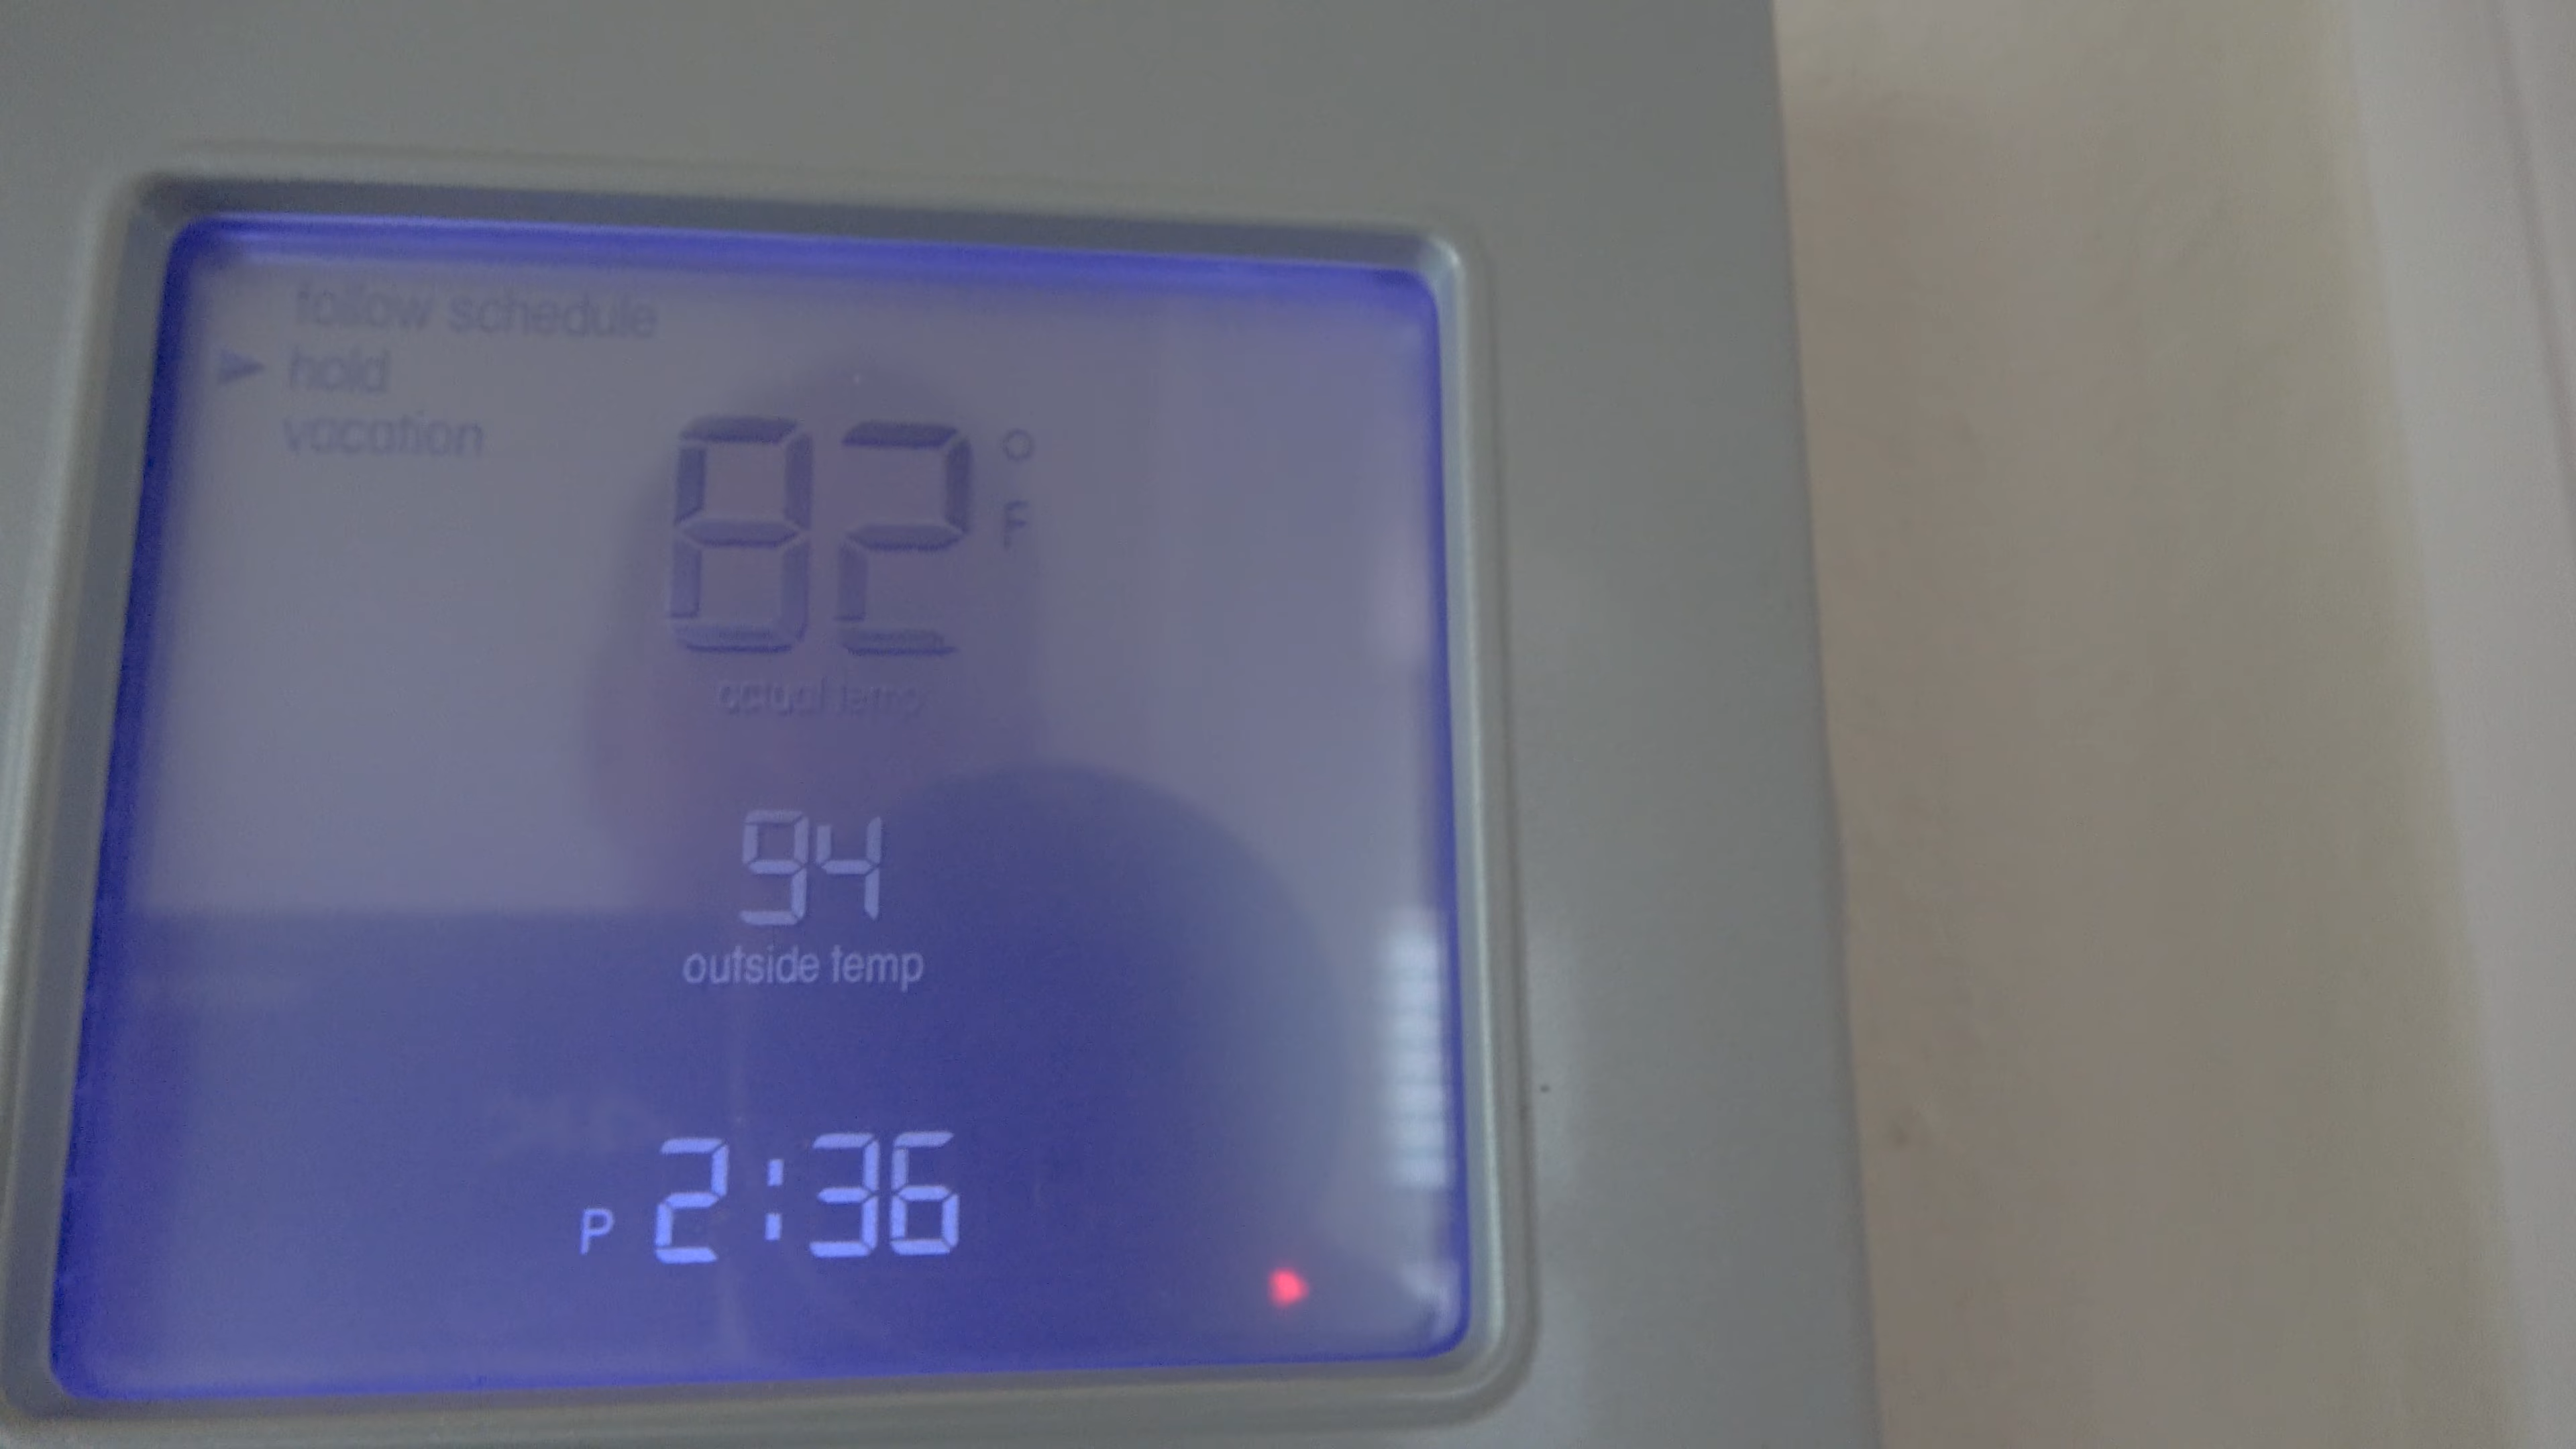 follow schedule
► hold
vacation
82 °F
actual temp
94
outside temp
P 2:36